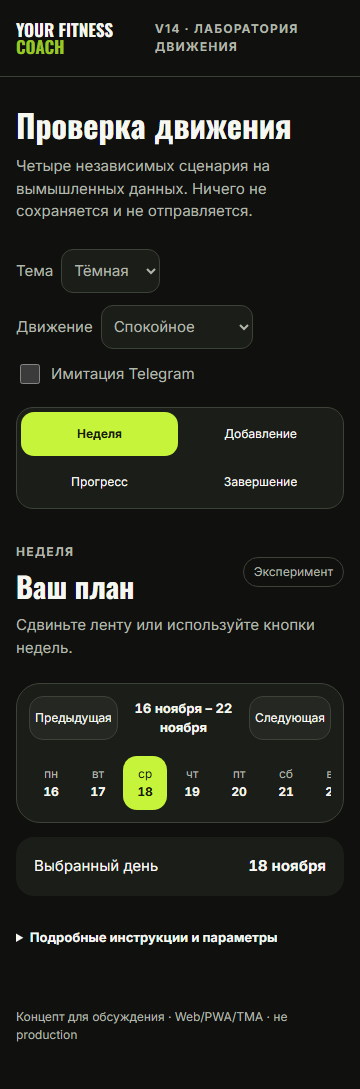 YOUR FITNESS
COACH
V14 · ЛАБОРАТОРИЯ
ДВИЖЕНИЯ
Проверка движения
Четыре независимых сценария на
вымышленных данных. Ничего не
сохраняется и не отправляется.
Тема
Тёмная
Движение
Спокойное
Имитация Telegram
Неделя
Добавление
Прогресс
Завершение
НЕДЕЛЯ
Ваш план
Эксперимент
Сдвиньте ленту или используйте кнопки
недель.
Предыдущая
16 ноября – 22
ноября
Следующая
пн вт ср чт пт сб
16 17 18 19 20 21
Выбранный день
18 ноября
Подробные инструкции и параметры
Концепт для обсуждения · Web/PWA/TMA · не
production